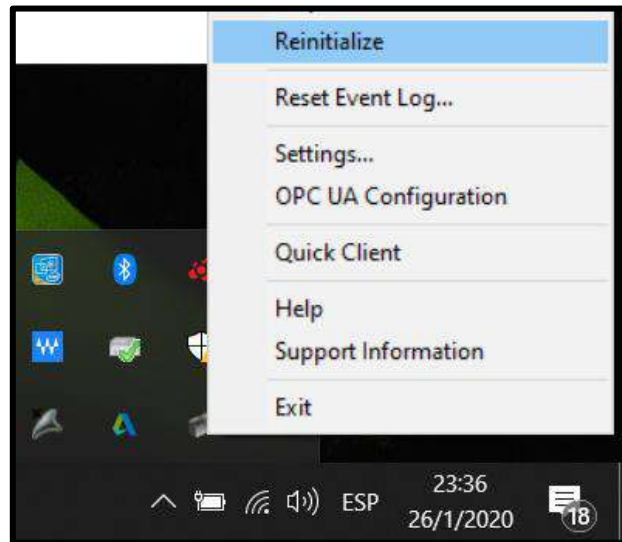 Reinitialize
Reset Event Log...
Settings...
OPC UA Configuration
Quick Client
Help
Support Information
Exit
ESP
23:36
26/1/2020
18